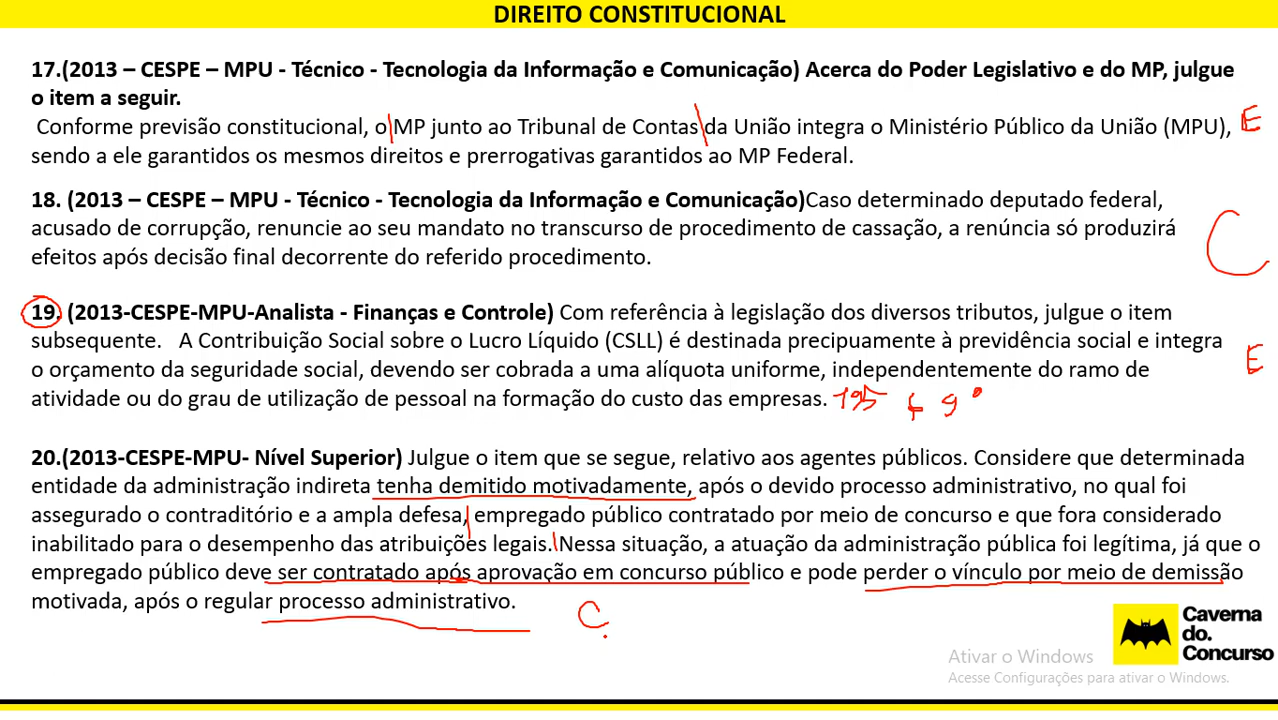 DIREITO CONSTITUCIONAL
17.(2013 – CESPE – MPU - Técnico - Tecnologia da Informação e Comunicação) Acerca do Poder Legislativo e do MP, julgue
o item a seguir.
Conforme previsão constitucional, o MP junto ao Tribunal de Contas da União integra o Ministério Público da União (MPU), E
sendo a ele garantidos os mesmos direitos e prerrogativas garantidos ao MP Federal.
18. (2013 – CESPE – MPU - Técnico - Tecnologia da Informação e Comunicação)Caso determinado deputado federal,
acusado de corrupção, renuncie ao seu mandato no transcurso de procedimento de cassação, a renúncia só produzirá C
efeitos após decisão final decorrente do referido procedimento.
19. (2013-CESPE-MPU-Analista - Finanças e Controle) Com referência à legislação dos diversos tributos, julgue o item
subsequente. A Contribuição Social sobre o Lucro Líquido (CSLL) é destinada precipuamente à previdência social e integra
o orçamento da seguridade social, devendo ser cobrada a uma alíquota uniforme, independentemente do ramo de E
atividade ou do grau de utilização de pessoal na formação do custo das empresas. 195 § 9º
20.(2013-CESPE-MPU- Nível Superior) Julgue o item que se segue, relativo aos agentes públicos. Considere que determinada
entidade da administração indireta tenha demitido motivadamente, após o devido processo administrativo, no qual foi
assegurado o contraditório e a ampla defesa, empregado público contratado por meio de concurso e que fora considerado
inabilitado para o desempenho das atribuições legais. Nessa situação, a atuação da administração pública foi legítima, já que o
empregado público deve ser contratado após aprovação em concurso público e pode perder o vínculo por meio de demissão
motivada, após o regular processo administrativo. C
Caverna
do.
Concurso
Ativar o Windows
Acesse Configurações para ativar o Windows.